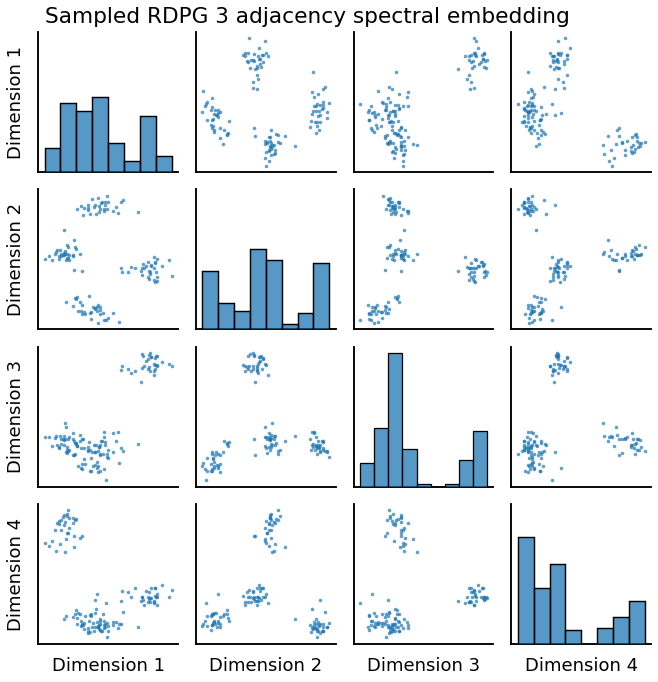 Sampled RDPG 3 adjacency spectral embedding
Dimension 1
Dimension 2
Dimension 3
Dimension 4
Dimension 1 Dimension 2 Dimension 3 Dimension 4